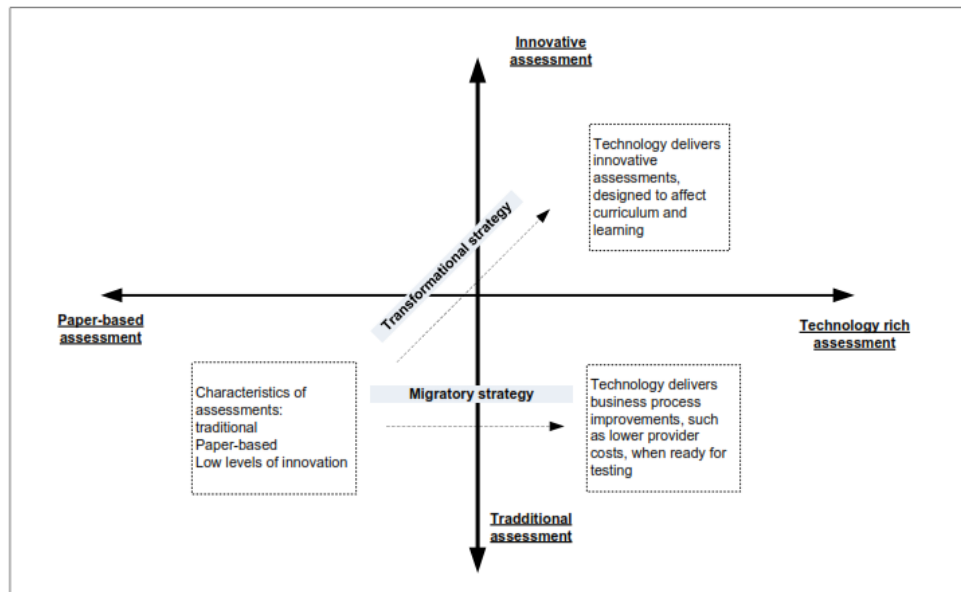 Innovative
assessment
Technology delivers
innovative
assessments,
designed to affect
curriculum and
learning
Transformational strategy
Paper-based
assessment
Technology rich
assessment
Characteristics of
assessments:
traditional
Paper-based
Low levels of innovation
Migratory strategy
Technology delivers
business process
improvements, such
as lower provider
costs, when ready for
testing
Tradditional
assessment